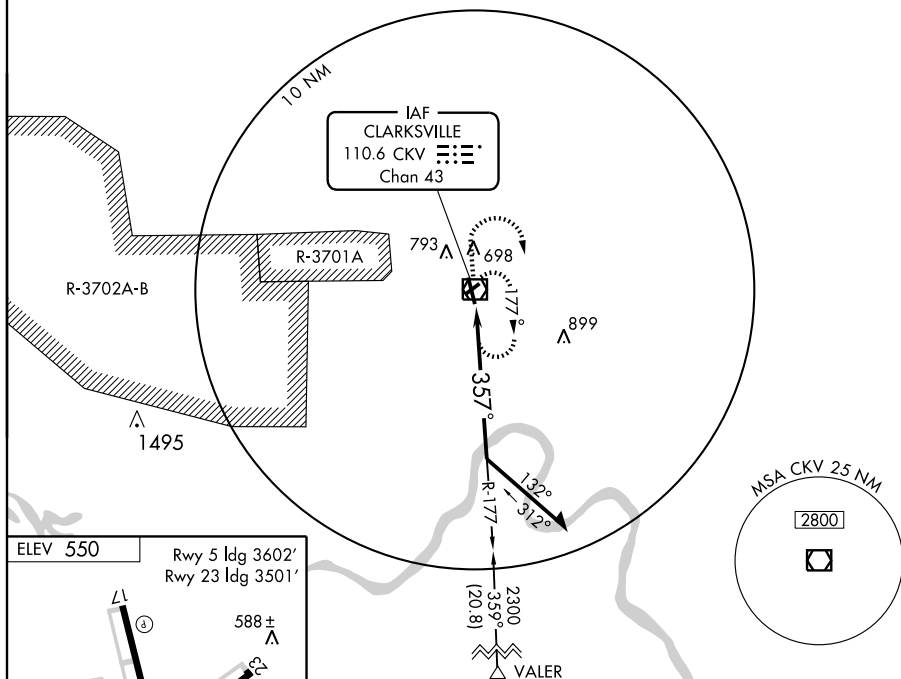 10 NM
IAF
CLARKSVILLE
110.6 CKV
Chan 43
R-3701A
793
698
R-3702A-B
177°
899
357°
1495
132°
312°
R-177
MSA CKV 25 NM
2800
ELEV 550
Rwy 5 ldg 3602'
Rwy 23 ldg 3501'
2300
359°
(20.8)
17
P
588 ±
23
VALER